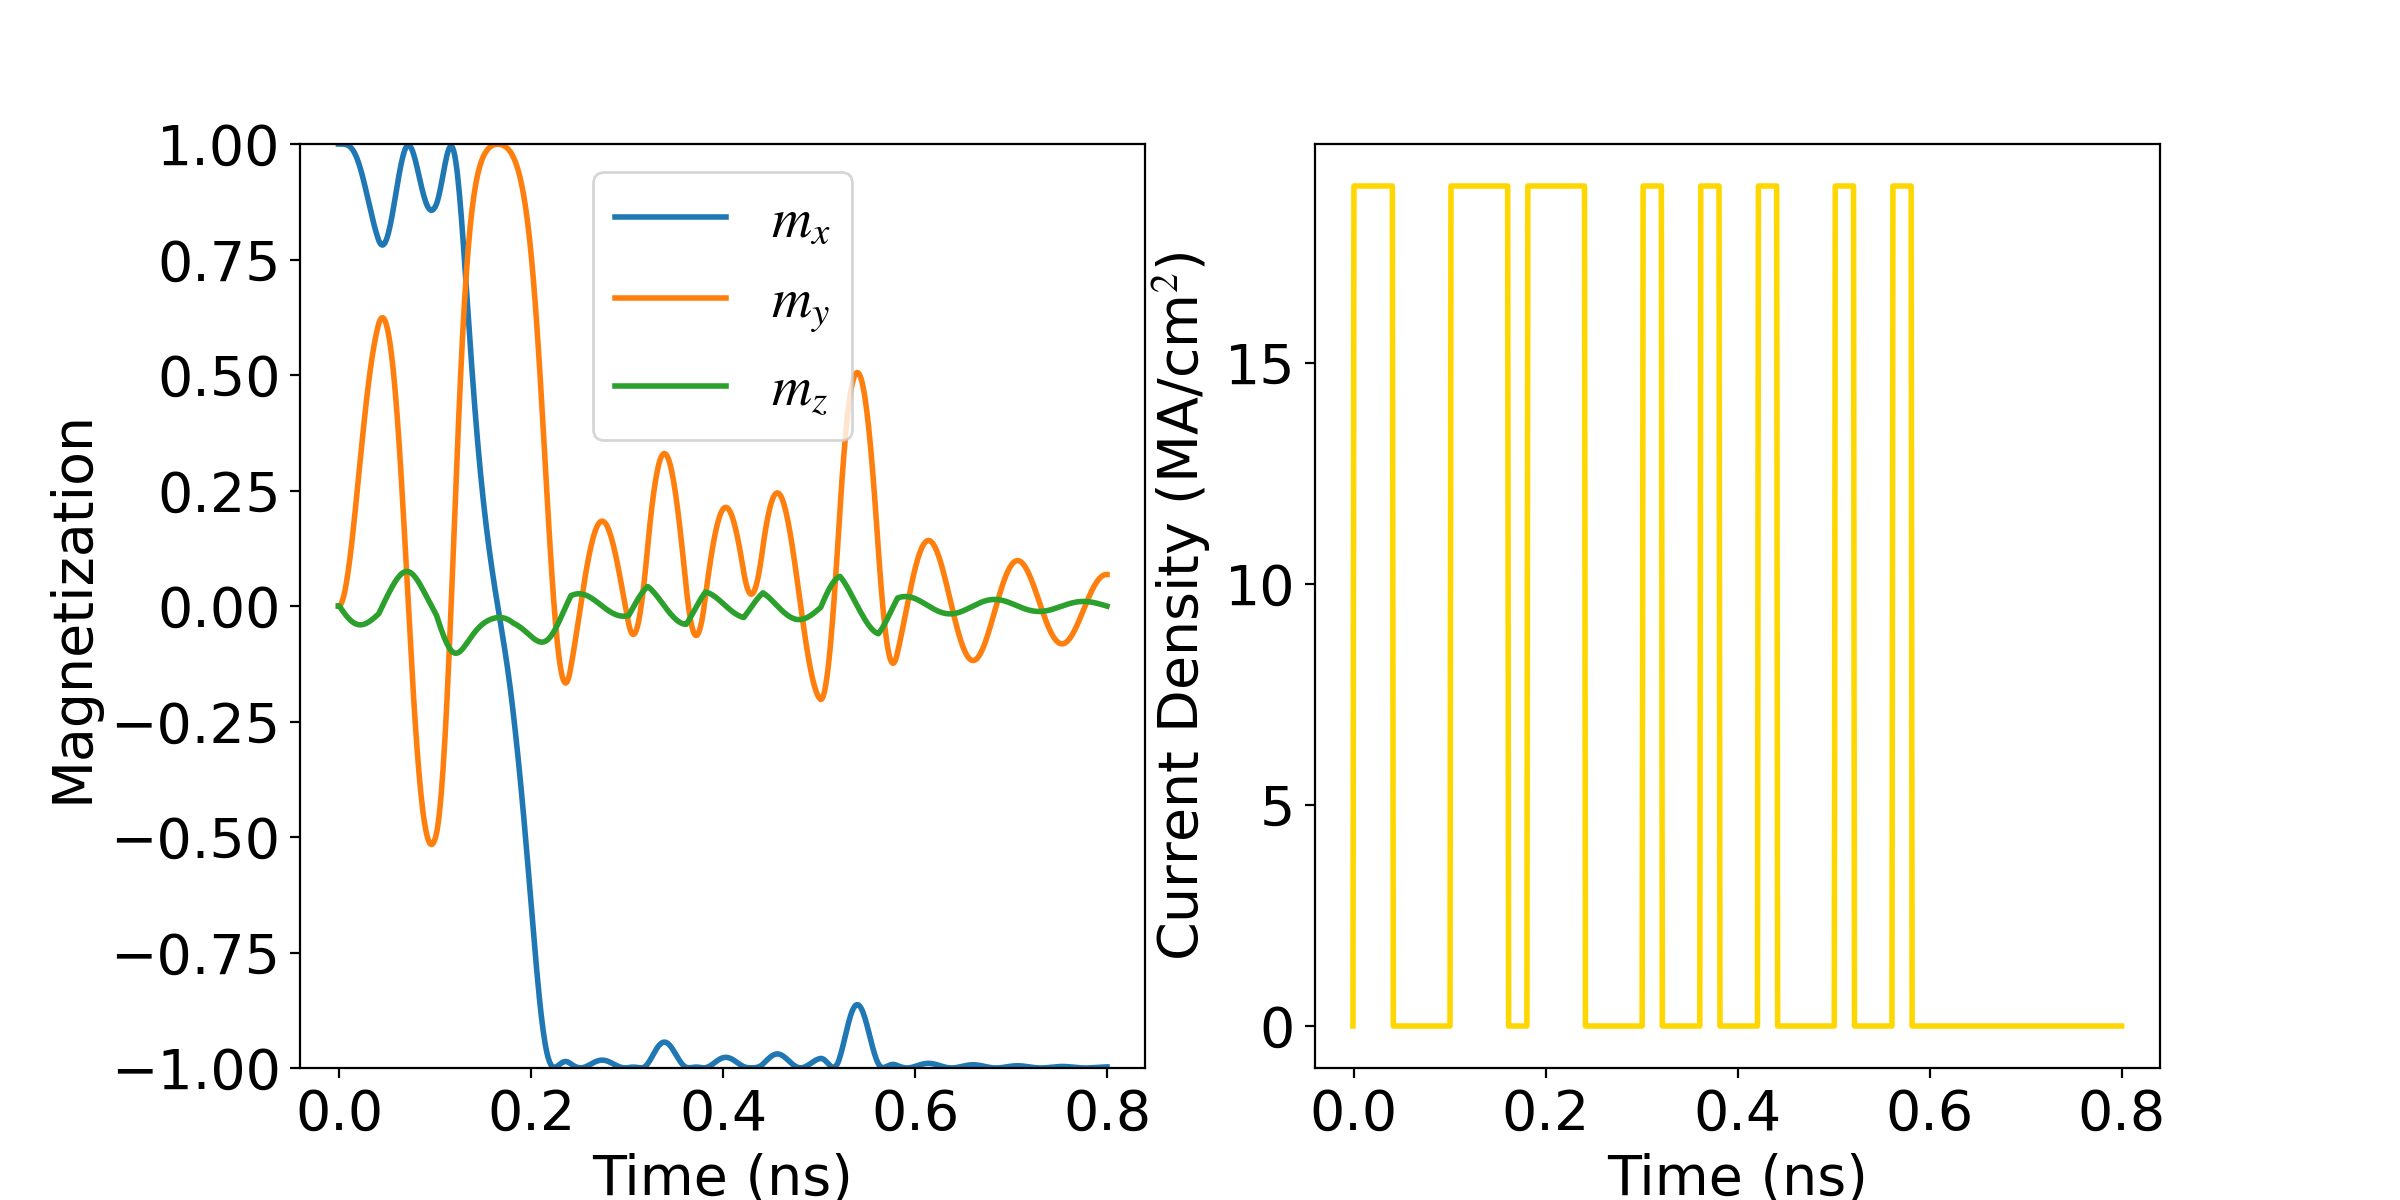 Magnetization
1.00
0.75
0.50
0.25
0.00
−0.25
−0.50
−0.75
−1.00
0.0 0.2 0.4 0.6 0.8
Time (ns)
m_x
m_y
m_z
Current Density (MA/cm²)
15
10
5
0
0.0 0.2 0.4 0.6 0.8
Time (ns)